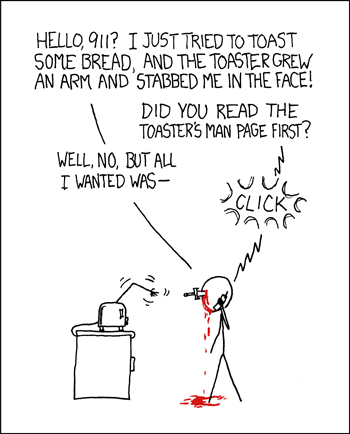 HELLO, 911? I JUST TRIED TO TOAST
SOME BREAD, AND THE TOASTER GREW
AN ARM AND STABBED ME IN THE FACE!
DID YOU READ THE
TOASTER'S MAN PAGE FIRST?
WELL, NO, BUT ALL
I WANTED WAS—
CLICK